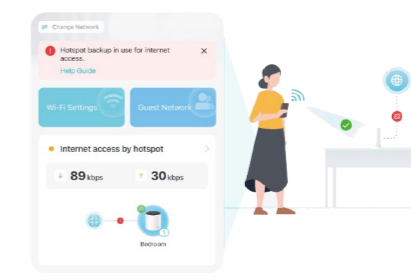 Change Network
Hotspot backup in use for internet
access.
Help Guide
Wi-Fi Settings
Guest Network
Internet access by hotspot
89 kbps
30 kbps
Bedroom